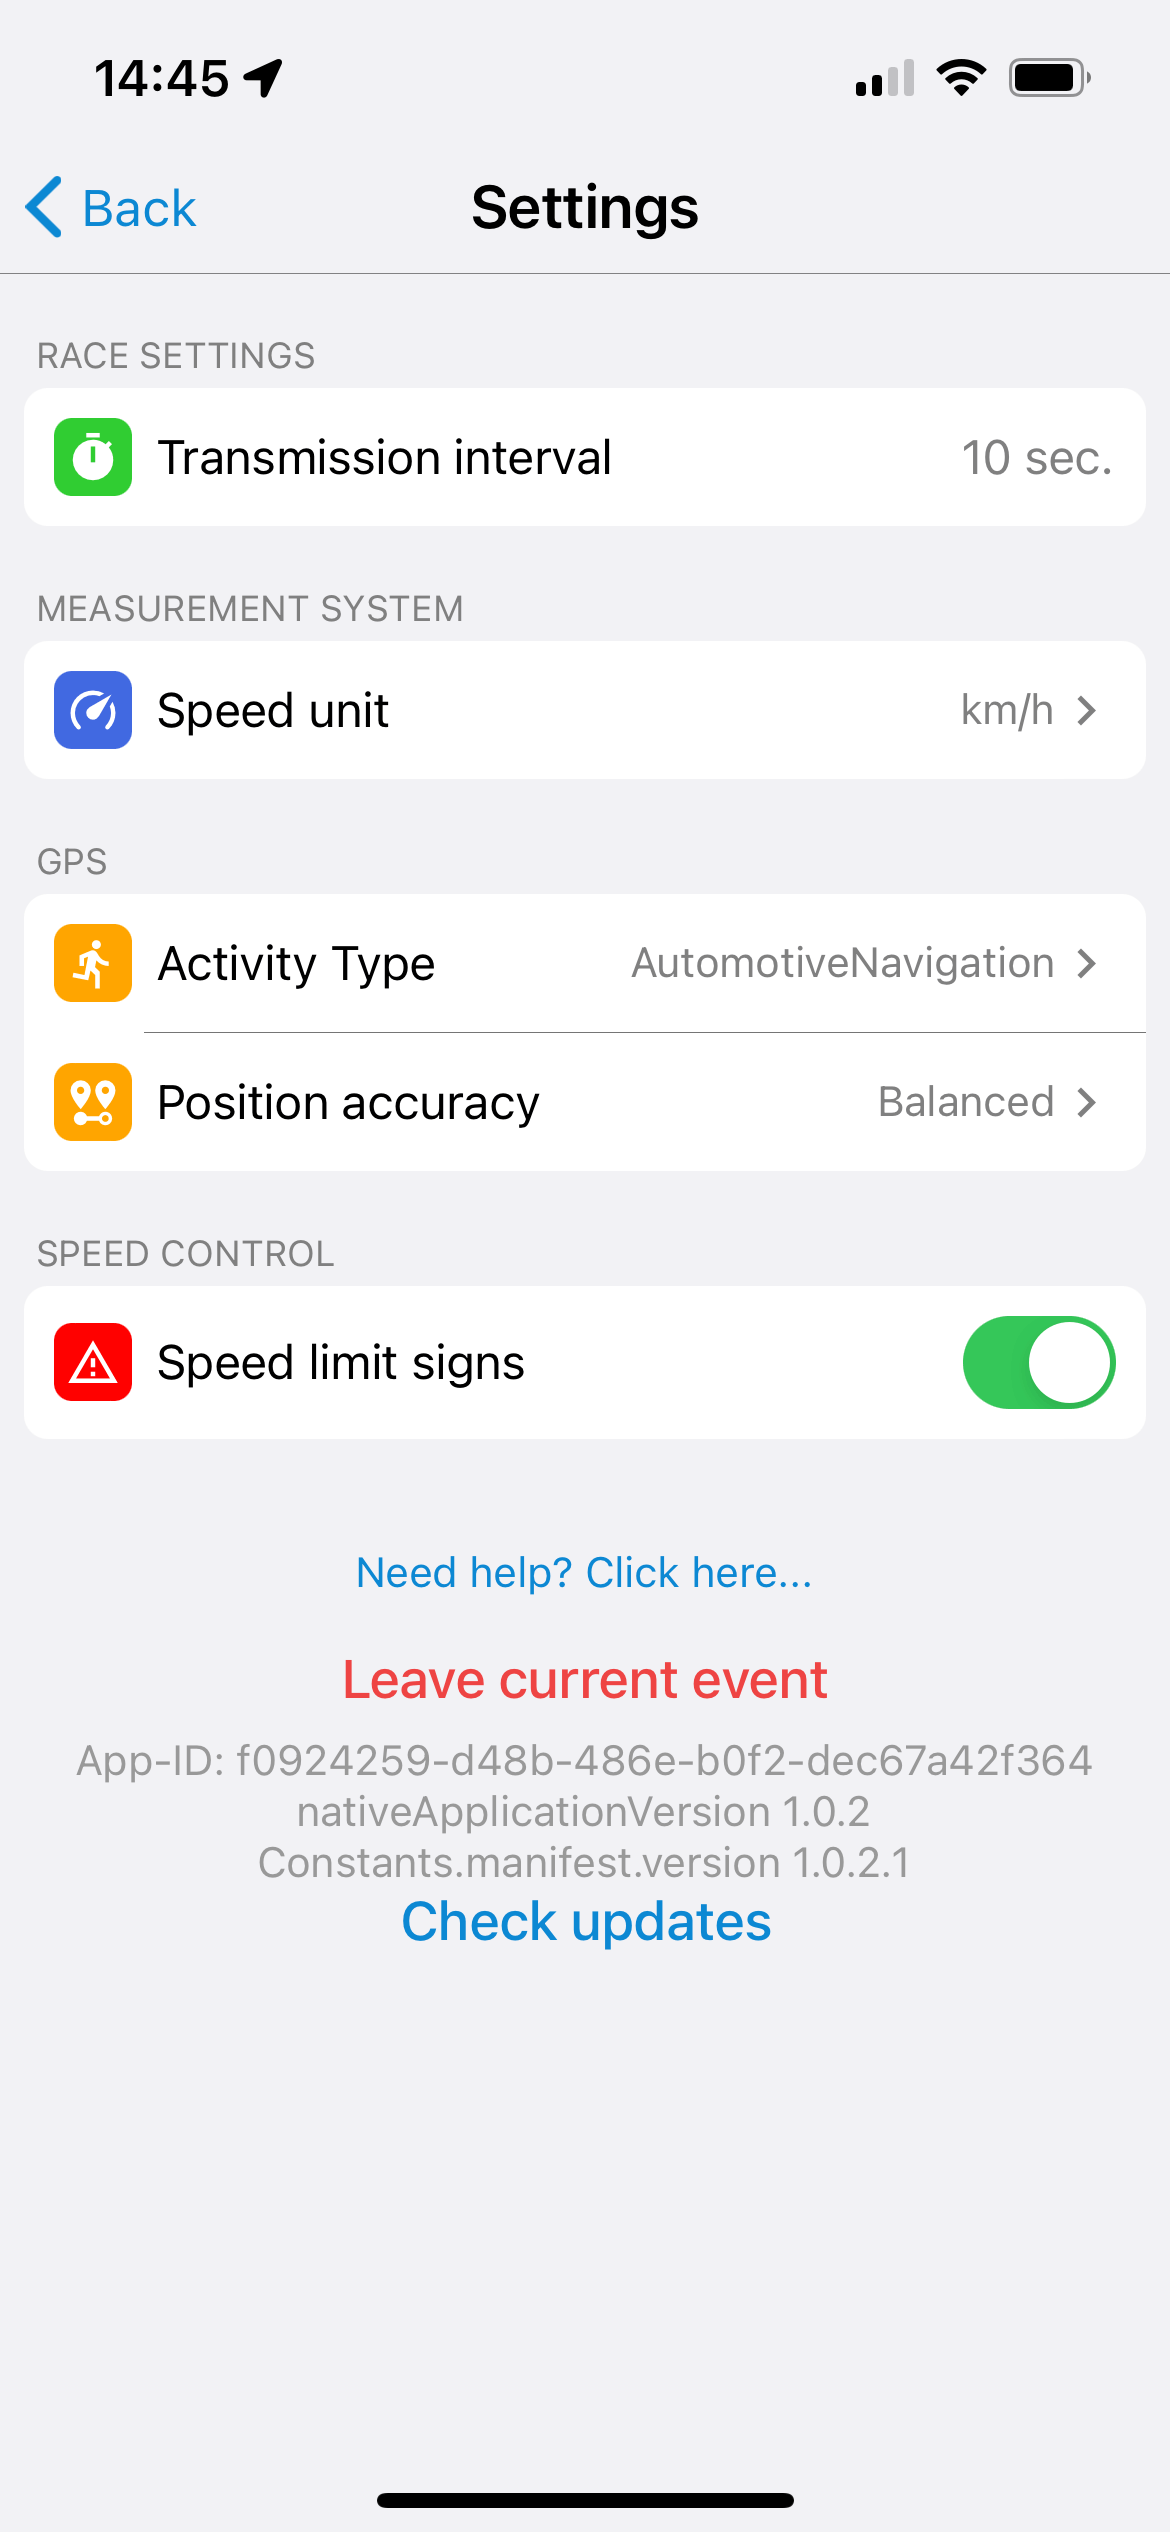 14:45
Back
Settings
RACE SETTINGS
Transmission interval 10 sec.
MEASUREMENT SYSTEM
Speed unit km/h
GPS
Activity Type AutomotiveNavigation
Position accuracy Balanced
SPEED CONTROL
Speed limit signs
Need help? Click here...
Leave current event
App-ID: f0924259-d48b-486e-b0f2-dec67a42f364
nativeApplicationVersion 1.0.2
Constants.manifest.version 1.0.2.1
Check updates